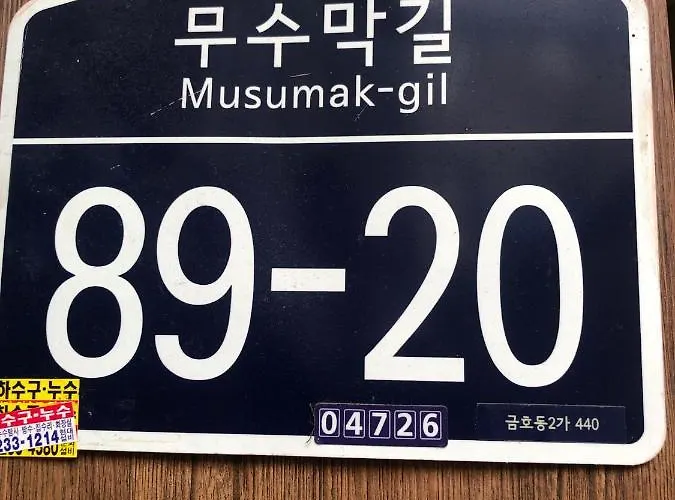 무수막길
Musumak-gil
89-20
04726
금호동2가 440
하수구·누수
수구·누수
233-1214